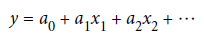 y = a₀ + a₁x₁ + a₂x₂ + ⋯